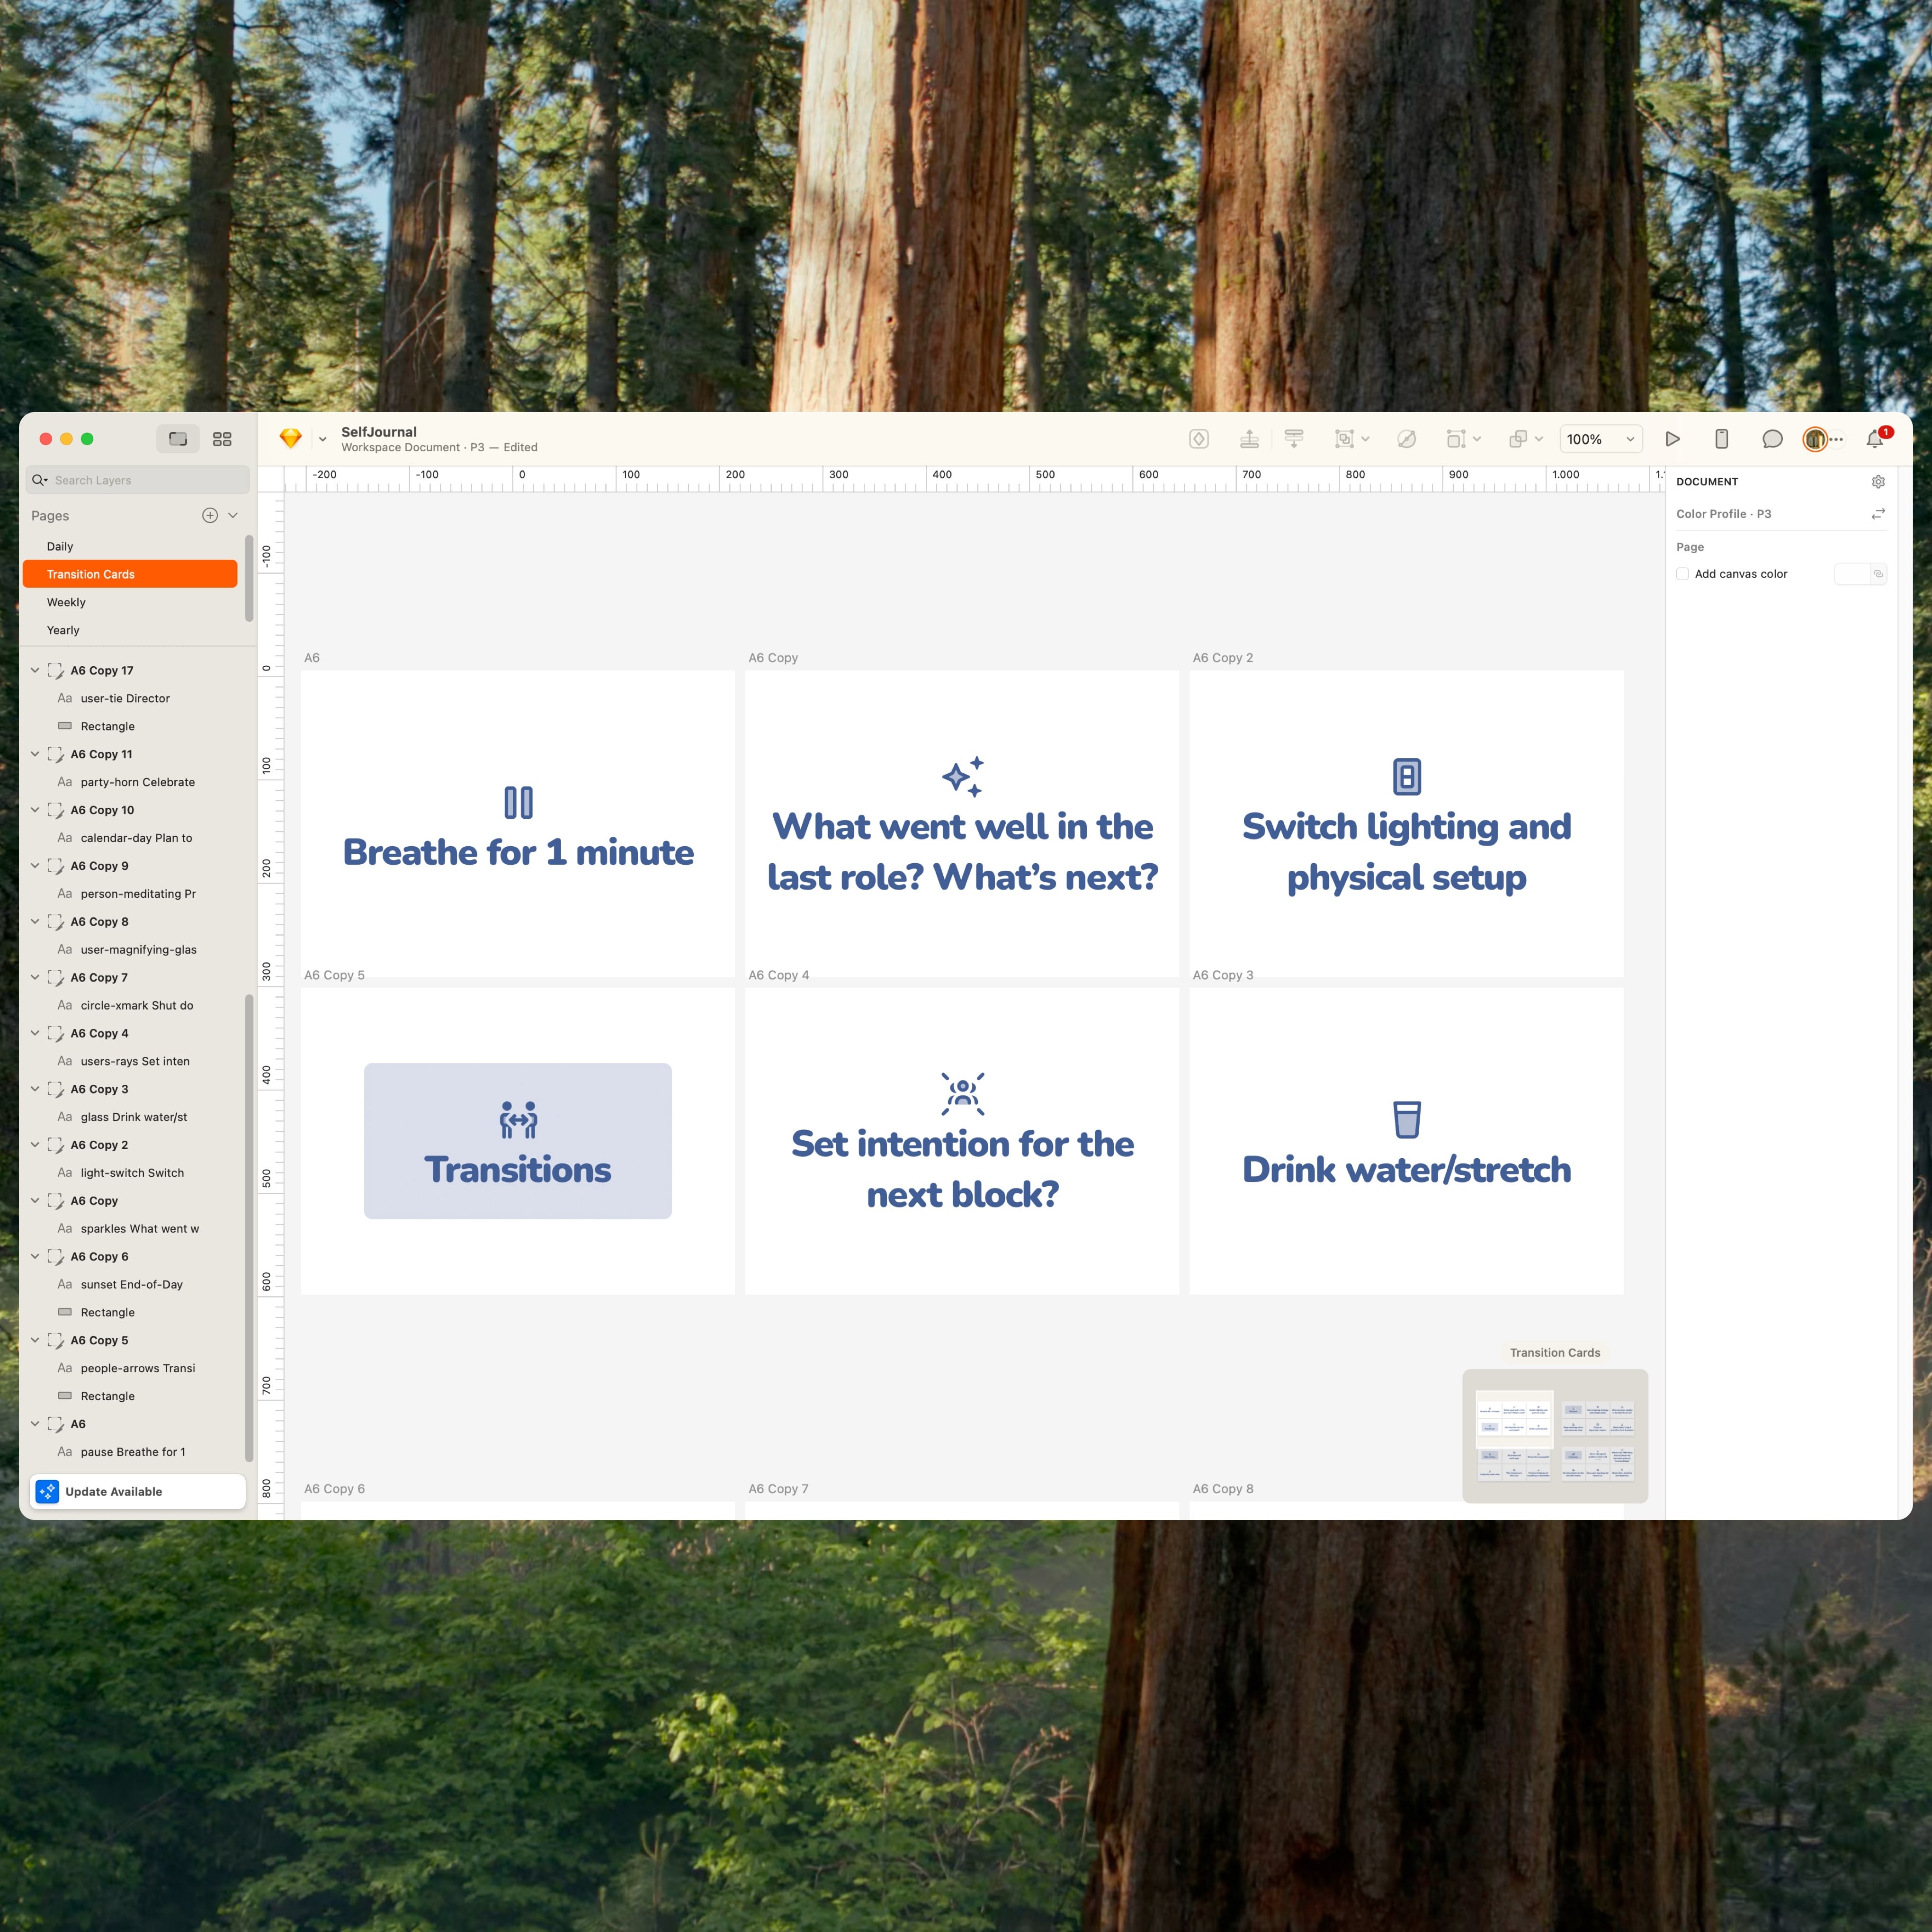 SelfJournal
Workspace Document · P3 — Edited
100%
1
Search Layers
Pages
Daily
Transition Cards
Weekly
Yearly
A6 Copy 17
Aa user-tie Director
Rectangle
A6 Copy 11
Aa party-horn Celebrate
A6 Copy 10
Aa calendar-day Plan to
A6 Copy 9
Aa person-meditating Pr
A6 Copy 8
Aa user-magnifying-glas
A6 Copy 7
Aa circle-xmark Shut do
A6 Copy 4
Aa users-rays Set inten
A6 Copy 3
Aa glass Drink water/st
A6 Copy 2
Aa light-switch Switch
A6 Copy
Aa sparkles What went w
A6 Copy 6
Aa sunset End-of-Day
Rectangle
A6 Copy 5
Aa people-arrows Transi
Rectangle
A6
Aa pause Breathe for 1
Update Available
-200 -100 0 100 200 300 400 500 600 700 800 900 1.000 1.
-100
0
100
200
300
400
500
600
700
800
A6
Breathe for 1 minute
A6 Copy
What went well in the
last role? What’s next?
A6 Copy 2
Switch lighting and
physical setup
A6 Copy 5
Transitions
A6 Copy 4
Set intention for the
next block?
A6 Copy 3
Drink water/stretch
A6 Copy 6
A6 Copy 7
A6 Copy 8
Transition Cards
DOCUMENT
Color Profile · P3
Page
Add canvas color